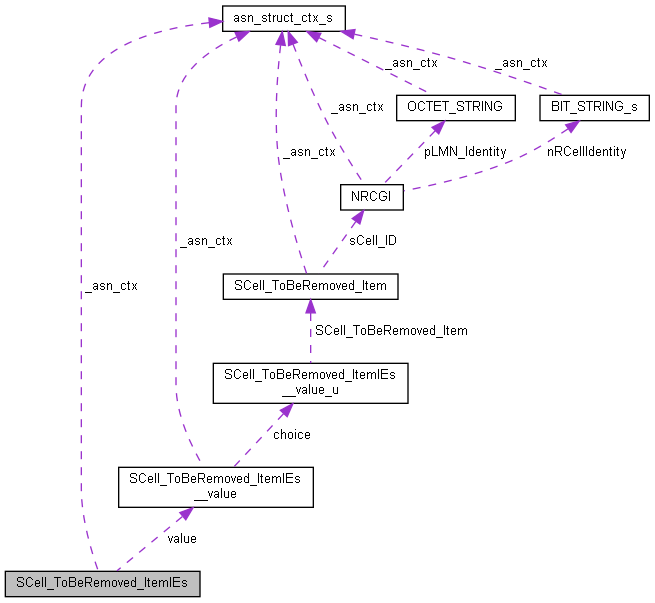 asn_struct_ctx_s
_asn_ctx
_asn_ctx
_asn_ctx
OCTET_STRING
BIT_STRING_s
_asn_ctx
pLMN_Identity
nRCellIdentity
NRCGI
_asn_ctx
sCell_ID
_asn_ctx
SCell_ToBeRemoved_Item
SCell_ToBeRemoved_Item
SCell_ToBeRemoved_ItemIEs
__value_u
choice
SCell_ToBeRemoved_ItemIEs
__value
value
SCell_ToBeRemoved_ItemIEs